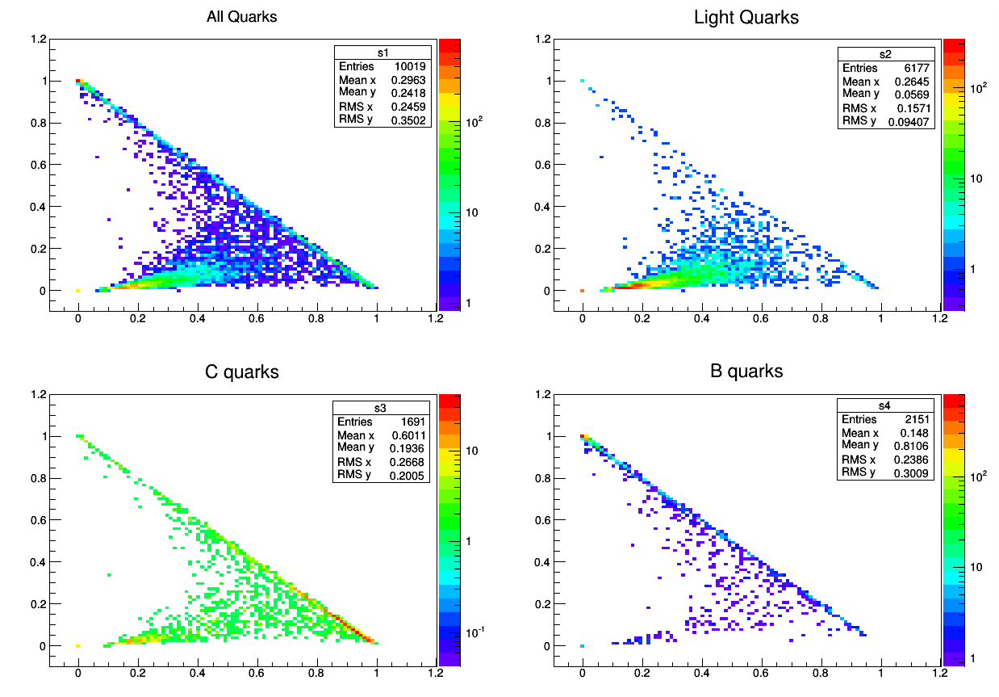 All Quarks
s1
Entries 10019
Mean x 0.2963
Mean y 0.2418
RMS x 0.2459
RMS y 0.3502
1.2
1
0.8
0.6
0.4
0.2
0
0 0.2 0.4 0.6 0.8 1 1.2
10²
10
1
Light Quarks
s2
Entries 6177
Mean x 0.2645
Mean y 0.0569
RMS x 0.1571
RMS y 0.09407
1.2
1
0.8
0.6
0.4
0.2
0
0 0.2 0.4 0.6 0.8 1 1.2
10²
10
1
C quarks
s3
Entries 1691
Mean x 0.6011
Mean y 0.1936
RMS x 0.2668
RMS y 0.2005
1.2
1
0.8
0.6
0.4
0.2
0
0 0.2 0.4 0.6 0.8 1 1.2
10
1
10⁻¹
B quarks
s4
Entries 2151
Mean x 0.148
Mean y 0.8106
RMS x 0.2386
RMS y 0.3009
1.2
1
0.8
0.6
0.4
0.2
0
0 0.2 0.4 0.6 0.8 1 1.2
10²
10
1